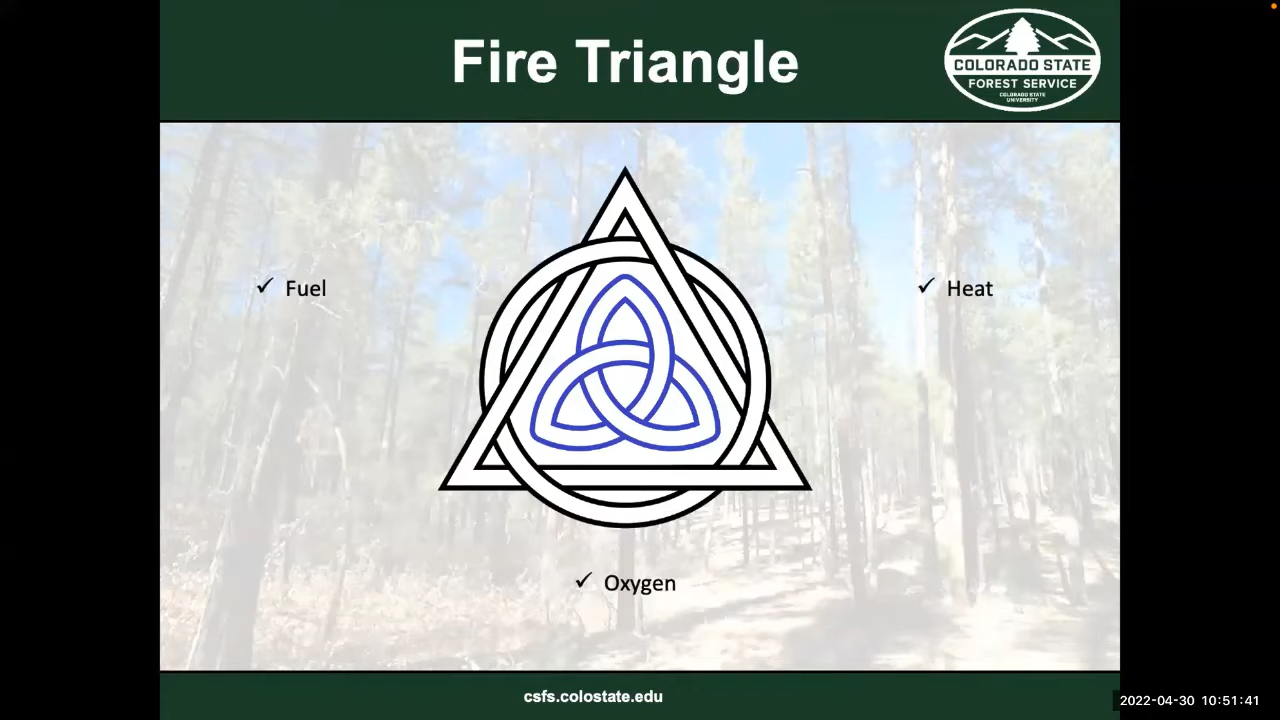 Fire Triangle
COLORADO STATE
FOREST SERVICE
COLORADO STATE
UNIVERSITY
✓ Fuel
✓ Heat
✓ Oxygen
csfs.colostate.edu
2022-04-30 10:51:41